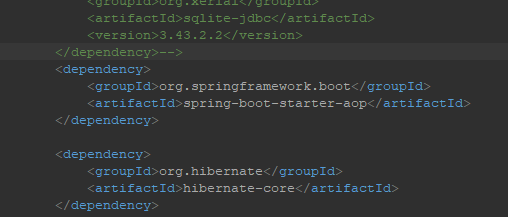 <groupId>org.xerial</groupId>
<artifactId>sqlite-jdbc</artifactId>
<version>3.43.2.2</version>
</dependency>-->
<dependency>
<groupId>org.springframework.boot</groupId>
<artifactId>spring-boot-starter-aop</artifactId>
</dependency>
<dependency>
<groupId>org.hibernate</groupId>
<artifactId>hibernate-core</artifactId>
</dependency>